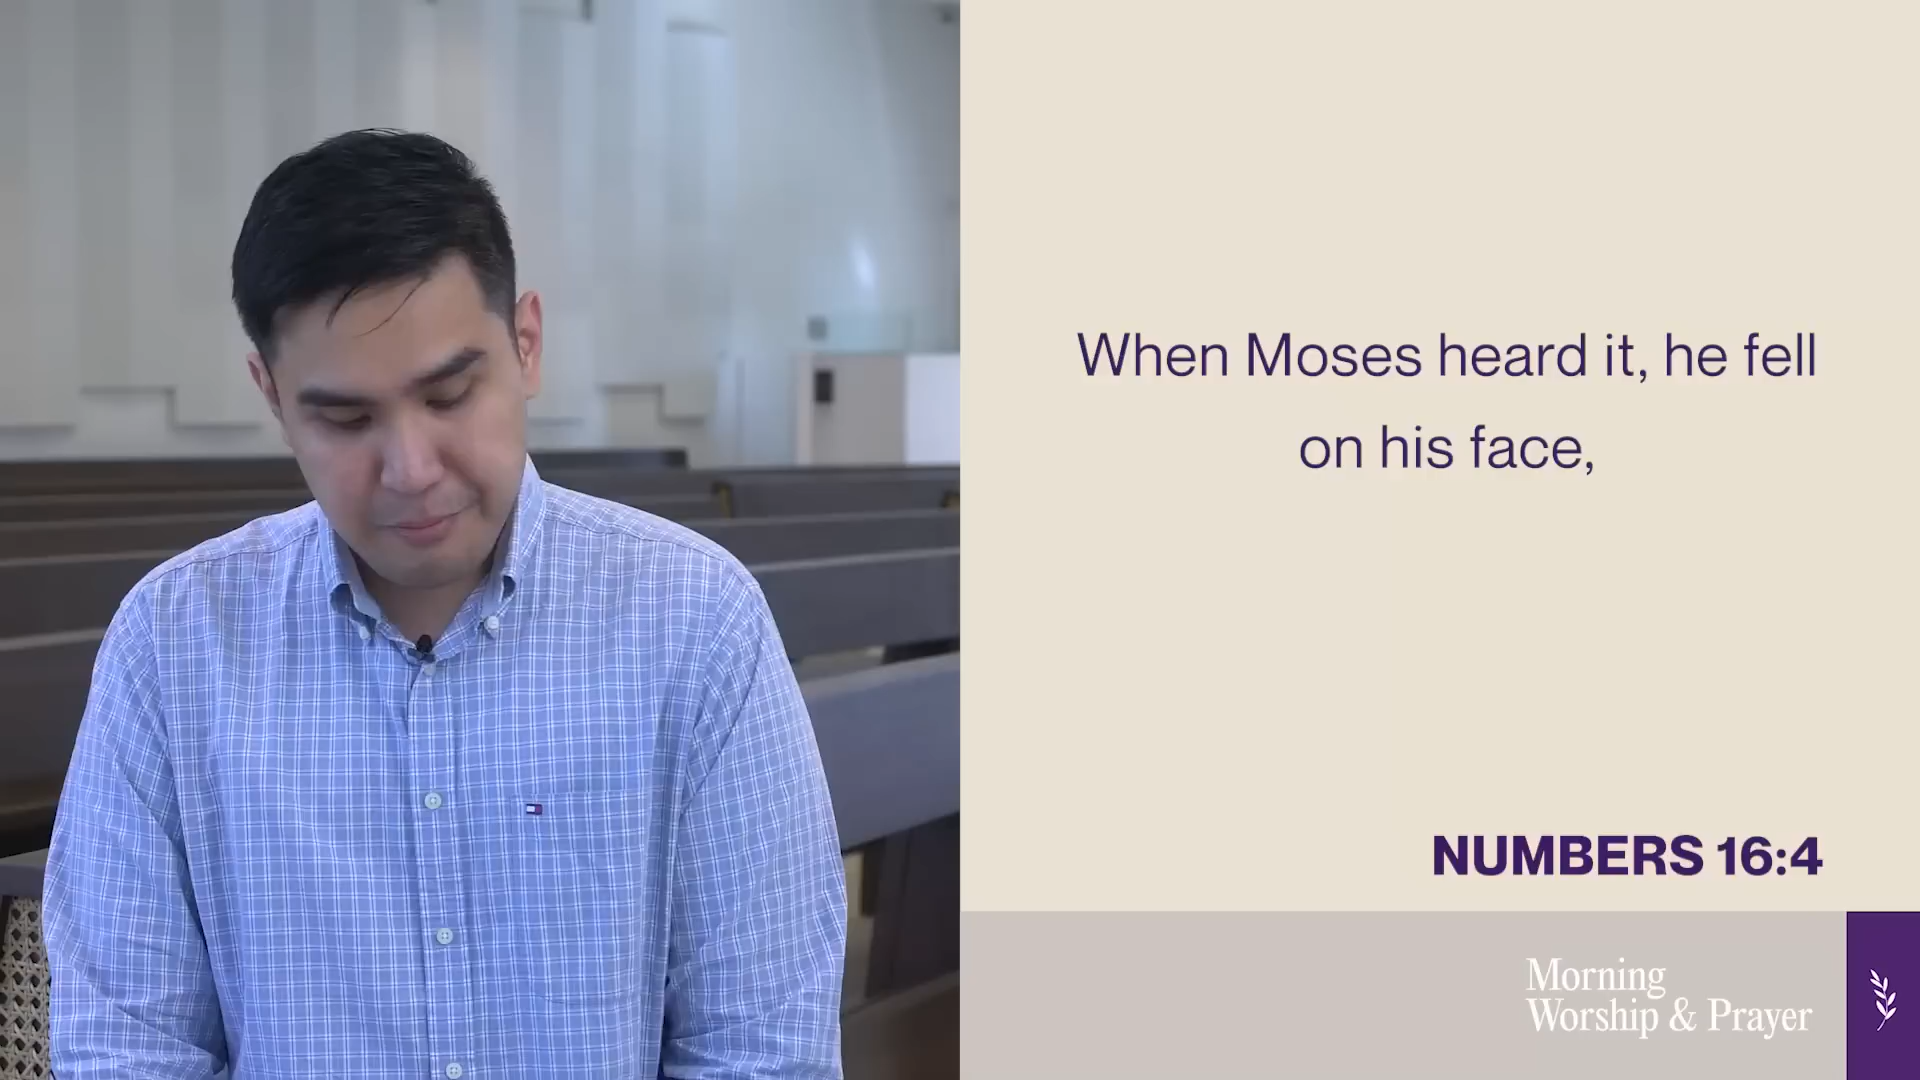 When Moses heard it, he fell
on his face,
NUMBERS 16:4
Morning
Worship & Prayer